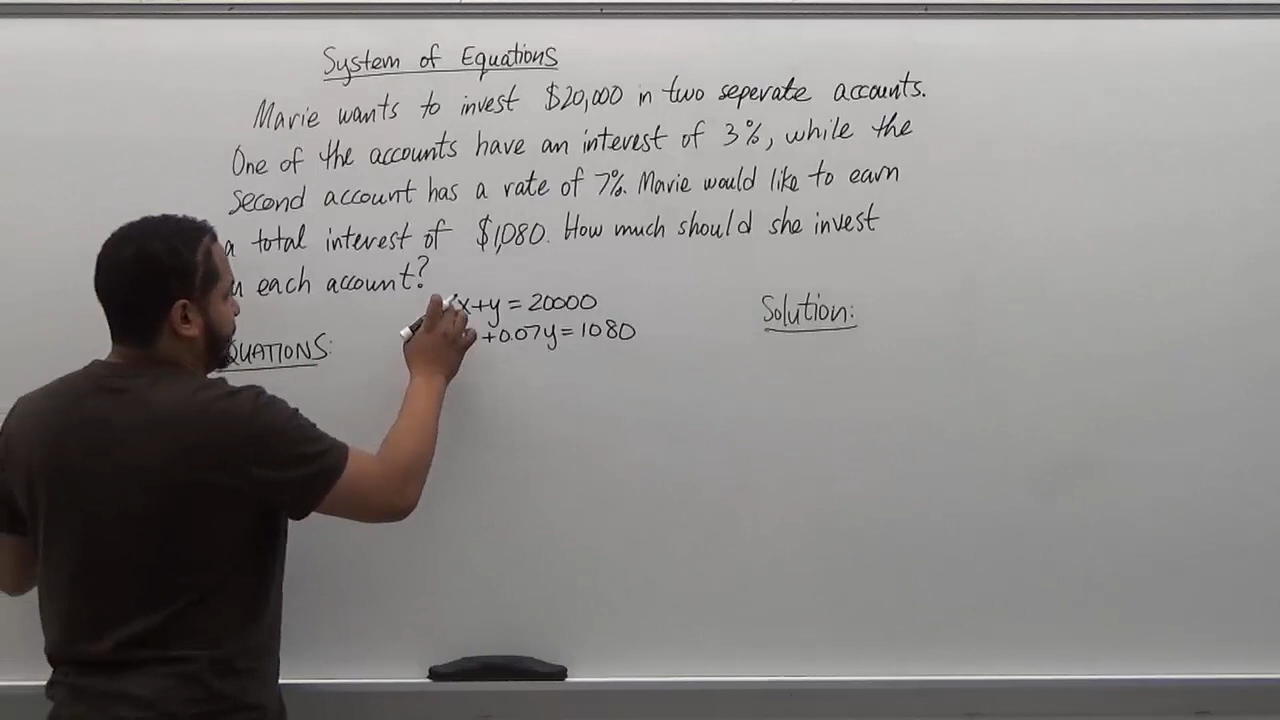 System of Equations
Marie wants to invest $20,000 in two seperate accounts.
One of the accounts have an interest of 3%, while the
second account has a rate of 7%. Marie would like to earn
a total interest of $1,080. How much should she invest
each account?
x+y = 20000
+0.07y = 1080
Solution:
QUATIONS: